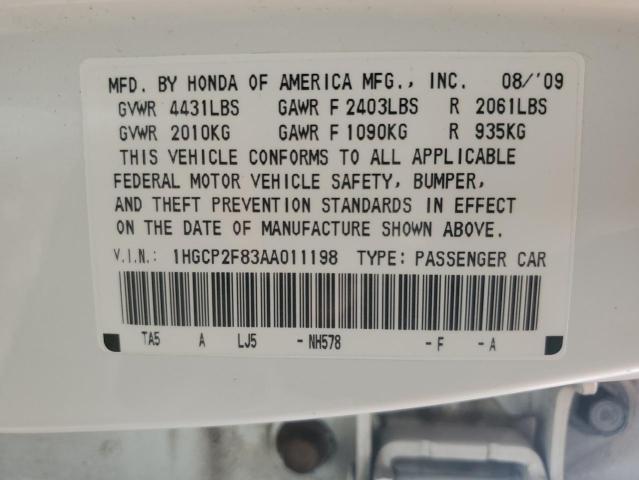 MFD. BY HONDA OF AMERICA MFG., INC. 08/'09
GVWR 4431LBS GAWR F 2403LBS R 2061LBS
GVWR 2010KG GAWR F 1090KG R 935KG
THIS VEHICLE CONFORMS TO ALL APPLICABLE
FEDERAL MOTOR VEHICLE SAFETY, BUMPER,
AND THEFT PREVENTION STANDARDS IN EFFECT
ON THE DATE OF MANUFACTURE SHOWN ABOVE.
V.I.N.: 1HGCP2F83AA011198 TYPE: PASSENGER CAR
TA5 A LJ5 -NH578 -F -A